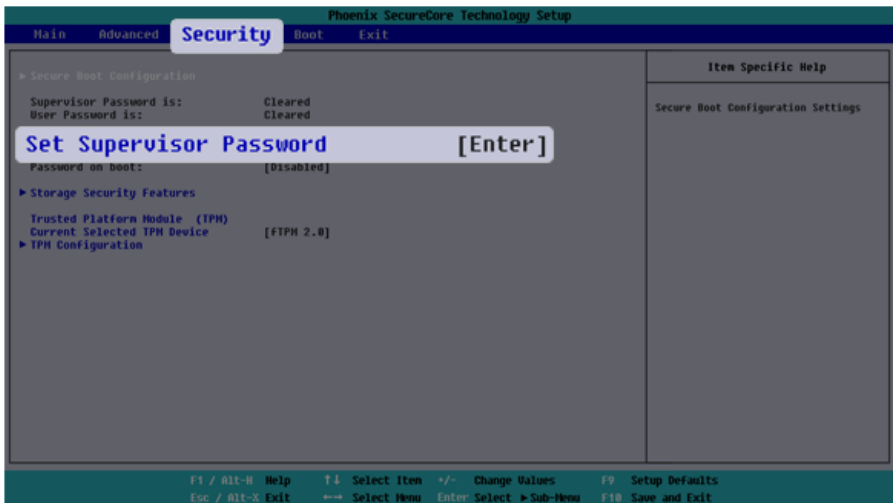 Phoenix SecureCore Technology Setup
Main Advanced Security Boot Exit
Item Specific Help
▶ Secure Boot Configuration
Supervisor Password is: Cleared
Secure Boot Configuration Settings
User Password is: Cleared
Set Supervisor Password [Enter]
Password on boot: [Disabled]
▶ Storage Security Features
Trusted Platform Module (TPM)
Current Selected TPM Device [fTPM 2.0]
▶ TPM Configuration
F1 / Alt-H Help ↑↓ Select Item +/- Change Values F9 Setup Defaults
Esc / Alt-X Exit ←→ Select Menu Enter Select ▶ Sub-Menu F10 Save and Exit